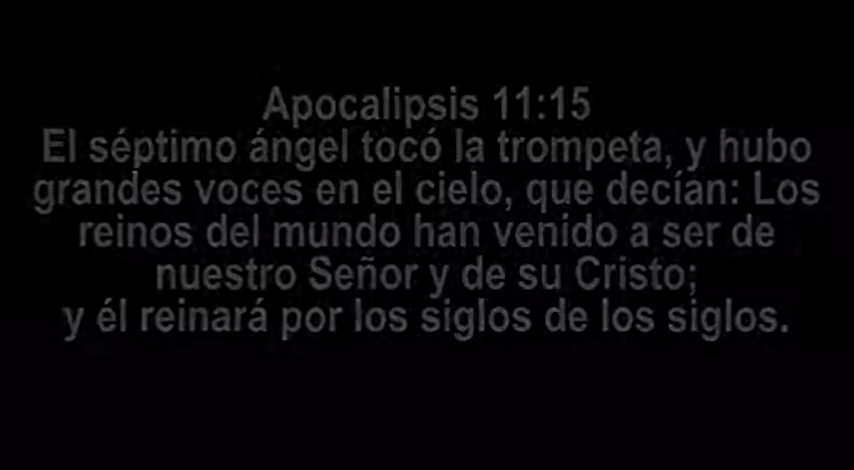 Apocalipsis 11:15
El séptimo ángel tocó la trompeta, y hubo
grandes voces en el cielo, que decían: Los
reinos del mundo han venido a ser de
nuestro Señor y de su Cristo;
y él reinará por los siglos de los siglos.